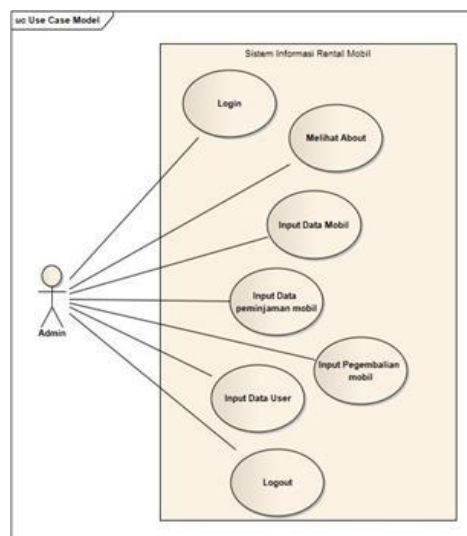 uc Use Case Model
Sistem Informasi Rental Mobil
Login
Melihat About
Input Data Mobil
Input Data
peminjaman mobil
Admin
Input Pegembalian
mobil
Input Data User
Logout